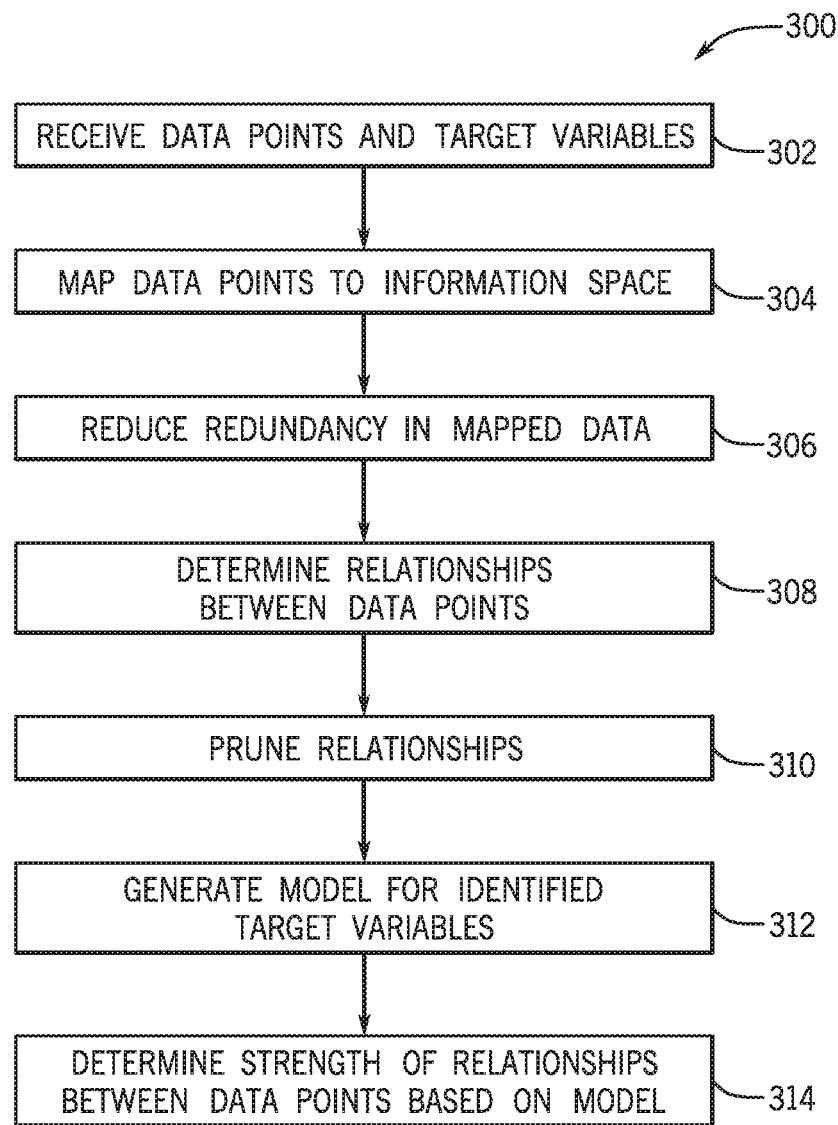 300
RECEIVE DATA POINTS AND TARGET VARIABLES
302
MAP DATA POINTS TO INFORMATION SPACE
304
REDUCE REDUNDANCY IN MAPPED DATA
306
DETERMINE RELATIONSHIPS
BETWEEN DATA POINTS
308
PRUNE RELATIONSHIPS
310
GENERATE MODEL FOR IDENTIFIED
TARGET VARIABLES
312
DETERMINE STRENGTH OF RELATIONSHIPS
BETWEEN DATA POINTS BASED ON MODEL
314